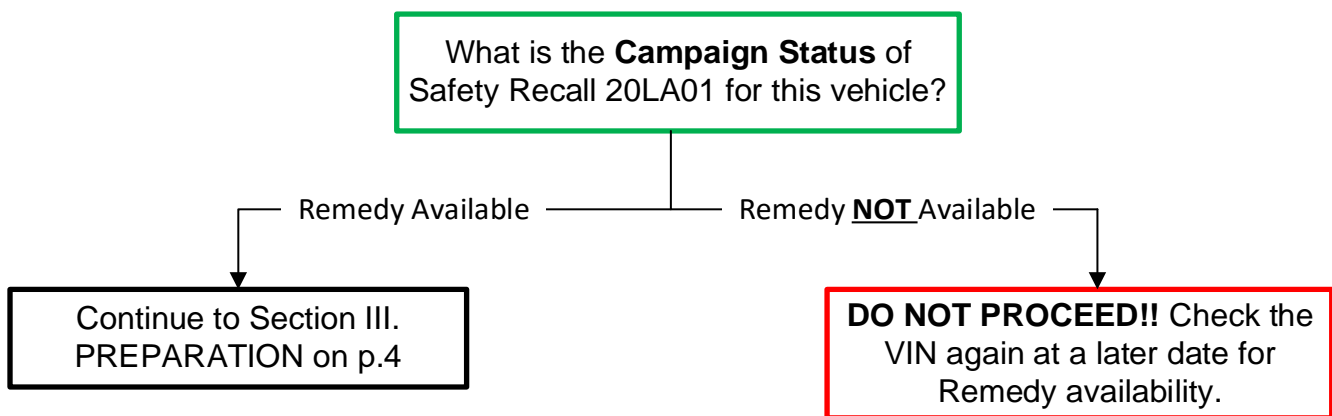 What is the Campaign Status of
Safety Recall 20LA01 for this vehicle?
Remedy Available
Remedy NOT Available
Continue to Section III.
PREPARATION on p.4
DO NOT PROCEED!! Check the
VIN again at a later date for
Remedy availability.